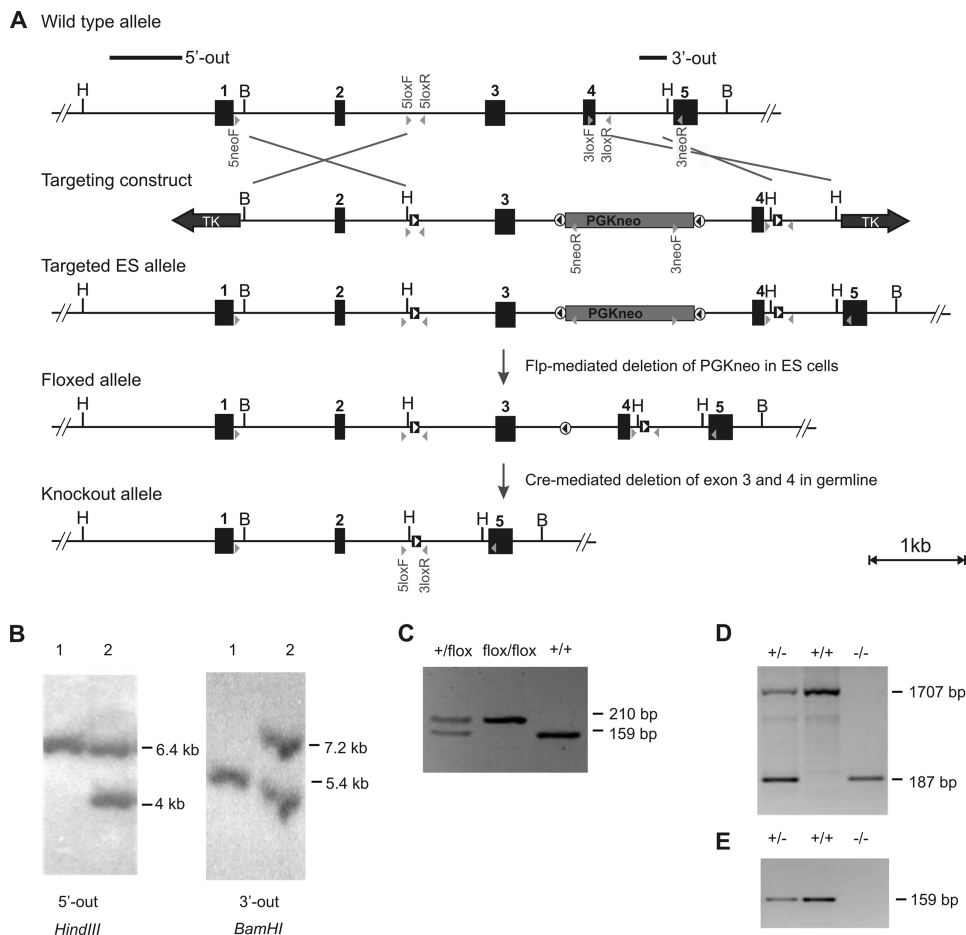 A
Wild type allele
5'-out
3'-out
H 1 B 2 5loxF 5loxR 3 4 H 5 B
5neoF 3loxF 3loxR 3neoR
Targeting construct
TK B 2 H 3 PGKneo 4 H H TK
5neoR 3neoF
Targeted ES allele
H 1 B 2 H 3 PGKneo 4 H H 5 B
Flp-mediated deletion of PGKneo in ES cells
Floxed allele
H 1 B 2 H 3 4 H H 5 B
Cre-mediated deletion of exon 3 and 4 in germline
Knockout allele
H 1 B 2 H H 5 B
5loxF 3loxR
1kb
B
1 2
6.4 kb
4 kb
5'-out
HindIII
1 2
7.2 kb
5.4 kb
3'-out
BamHI
C
+/flox flox/flox +/+
210 bp
159 bp
D
+/- +/+ -/-
1707 bp
187 bp
E
+/- +/+ -/-
159 bp